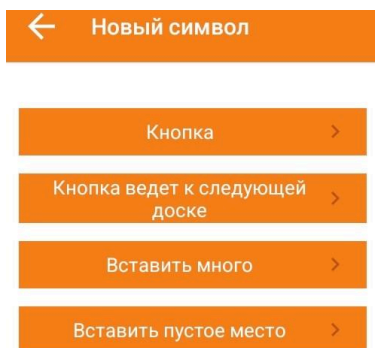 Новый символ
Кнопка
Кнопка ведет к следующей
доске
Вставить много
Вставить пустое место